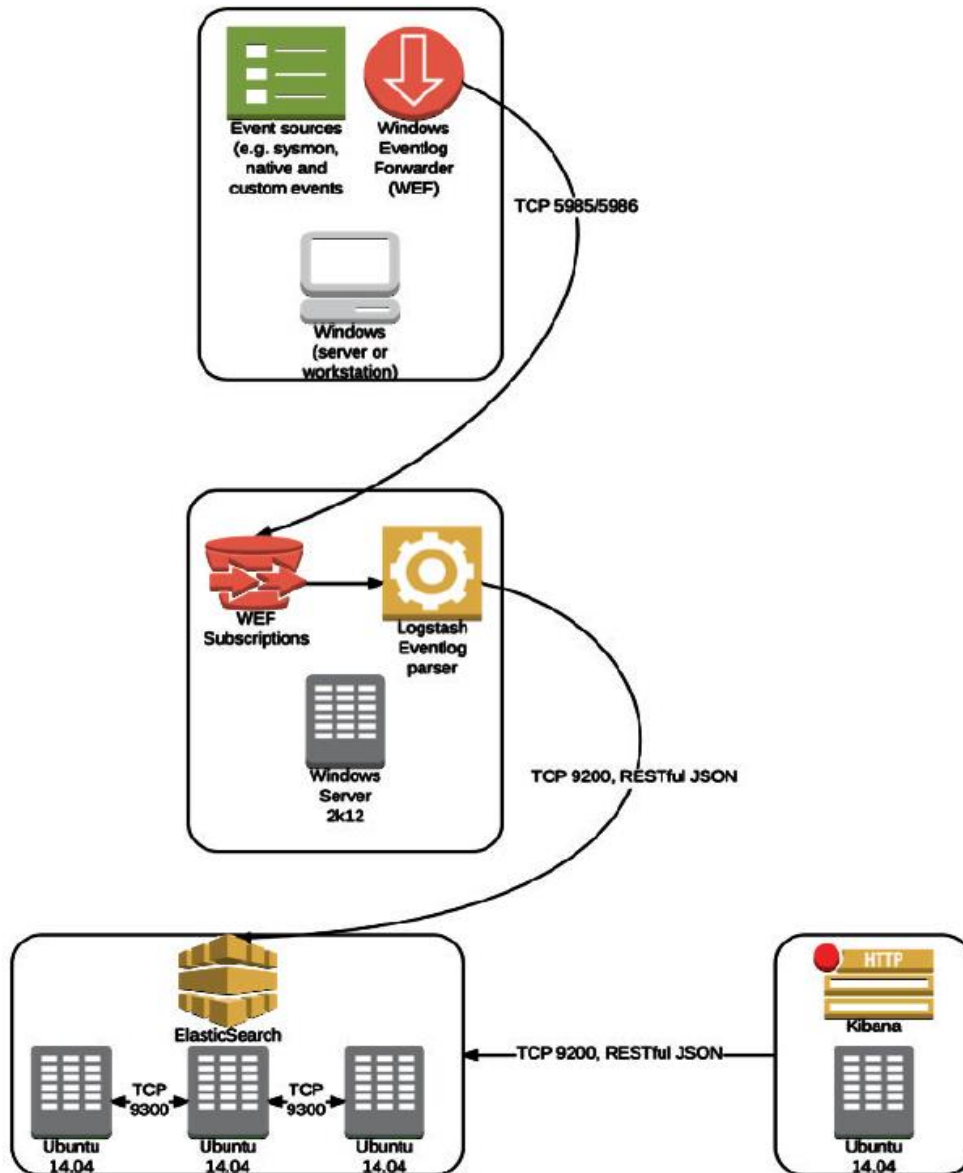 Event sources
(e.g. sysmon,
native and
custom events
Windows
Eventlog
Forwarder
(WEF)
TCP 5985/5986
Windows
(server or
workstation)
WEF
Subscriptions
Logstash
Eventlog
parser
Windows
Server
2k12
TCP 9200, RESTful JSON
ElasticSearch
HTTP
Kibana
TCP 9200, RESTful JSON
TCP
9300
TCP
9300
Ubuntu
14.04
Ubuntu
14.04
Ubuntu
14.04
Ubuntu
14.04